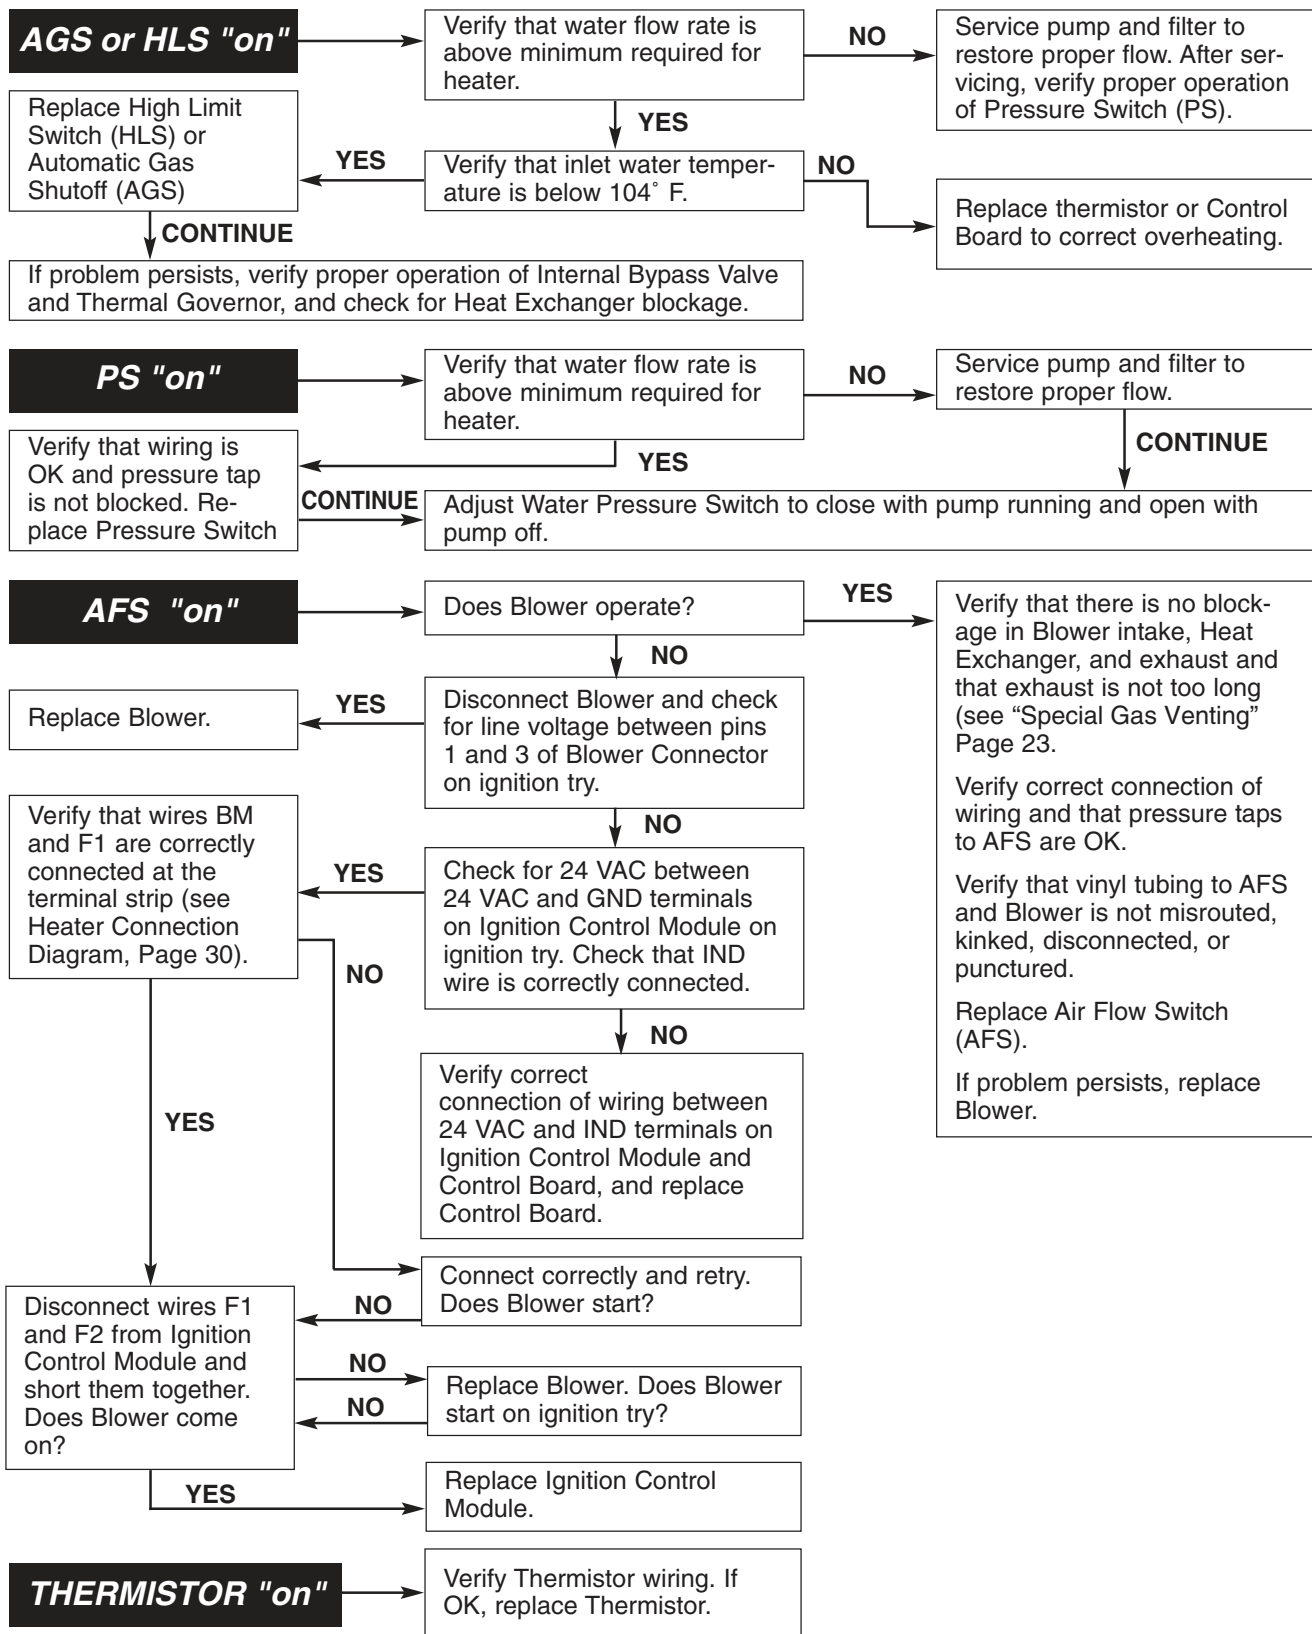 AGS or HLS "on"
Verify that water flow rate is
above minimum required for
heater.
NO
Service pump and filter to
restore proper flow. After ser-
vicing, verify proper operation
of Pressure Switch (PS).
YES
Replace High Limit
Switch (HLS) or
Automatic Gas
Shutoff (AGS)
YES
Verify that inlet water temper-
ature is below 104˚ F.
NO
Replace thermistor or Control
Board to correct overheating.
CONTINUE
If problem persists, verify proper operation of Internal Bypass Valve
and Thermal Governor, and check for Heat Exchanger blockage.
PS "on"
Verify that water flow rate is
above minimum required for
heater.
NO
Service pump and filter to
restore proper flow.
CONTINUE
YES
Verify that wiring is
OK and pressure tap
is not blocked. Re-
place Pressure Switch
CONTINUE
Adjust Water Pressure Switch to close with pump running and open with
pump off.
AFS "on"
Does Blower operate?
YES
Verify that there is no block-
age in Blower intake, Heat
Exchanger, and exhaust and
that exhaust is not too long
(see “Special Gas Venting”
Page 23.
Verify correct connection of
wiring and that pressure taps
to AFS are OK.
Verify that vinyl tubing to AFS
and Blower is not misrouted,
kinked, disconnected, or
punctured.
Replace Air Flow Switch
(AFS).
If problem persists, replace
Blower.
NO
Replace Blower.
YES
Disconnect Blower and check
for line voltage between pins
1 and 3 of Blower Connector
on ignition try.
NO
Verify that wires BM
and F1 are correctly
connected at the
terminal strip (see
Heater Connection
Diagram, Page 30).
YES
Check for 24 VAC between
24 VAC and GND terminals
on Ignition Control Module on
ignition try. Check that IND
wire is correctly connected.
NO
NO
Verify correct
connection of wiring between
24 VAC and IND terminals on
Ignition Control Module and
Control Board, and replace
Control Board.
YES
Connect correctly and retry.
Does Blower start?
NO
Disconnect wires F1
and F2 from Ignition
Control Module and
short them together.
Does Blower come
on?
NO
Replace Blower. Does Blower
start on ignition try?
NO
YES
Replace Ignition Control
Module.
THERMISTOR "on"
Verify Thermistor wiring. If
OK, replace Thermistor.